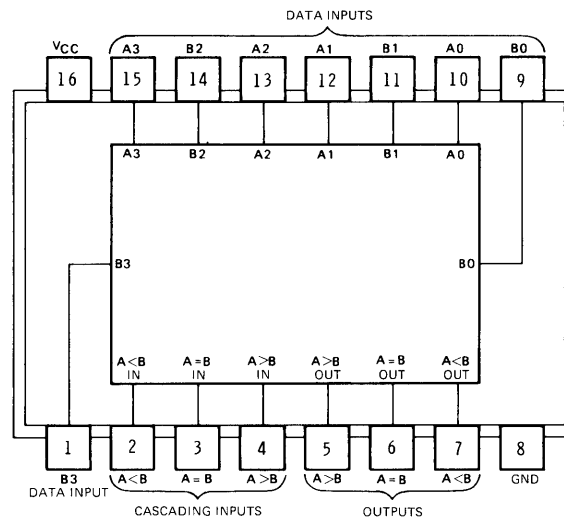 DATA INPUTS
VCC A3 B2 A2 A1 B1 A0 B0
16 15 14 13 12 11 10 9
A3 B2 A2 A1 B1 A0
B3 B0
A<B A=B A>B A>B A=B A<B
IN IN IN OUT OUT OUT
1 2 3 4 5 6 7 8
B3 A<B A=B A>B A>B A=B A<B GND
DATA INPUT
CASCADING INPUTS OUTPUTS